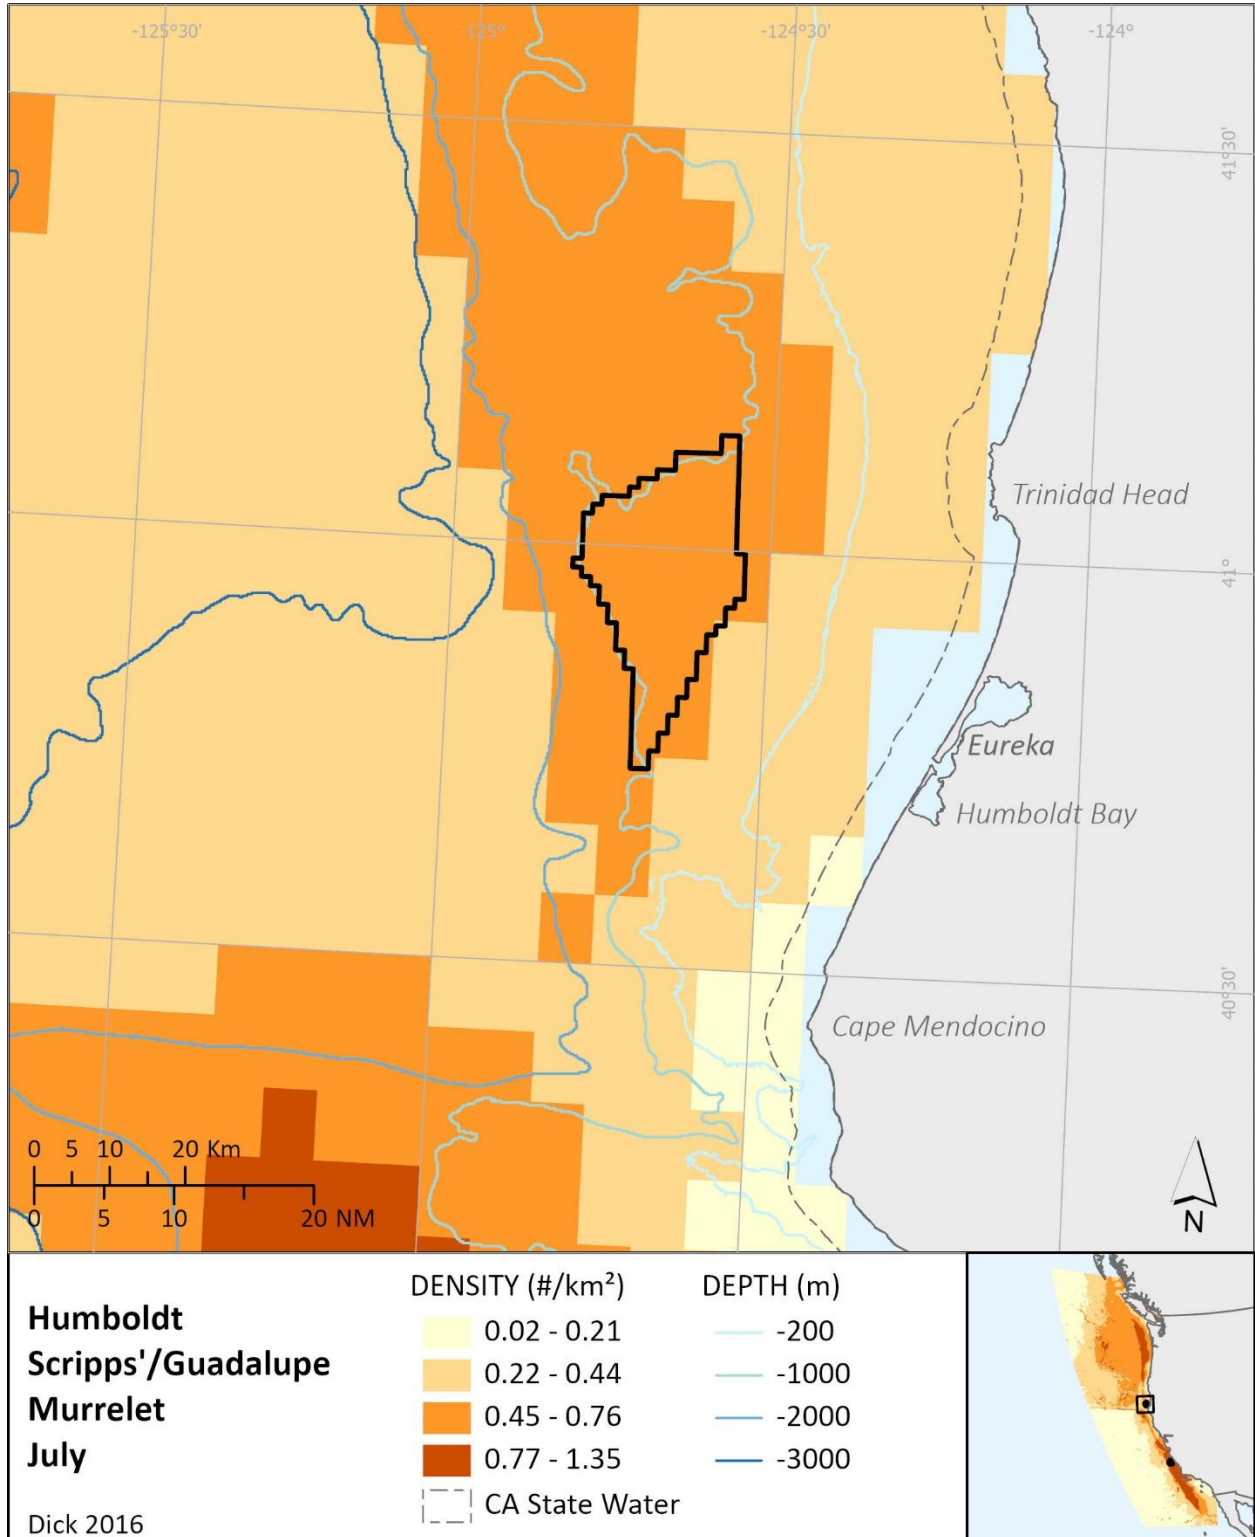 -125°30'
-125°
-124°30'
-124°
41°30'
Trinidad Head
41°
Eureka
Humboldt Bay
40°30'
Cape Mendocino
0 5 10 20 Km
0 5 10 20 NM
N
Humboldt
Scripps'/Guadalupe
Murrelet
July
Dick 2016
DENSITY (#/km²)
0.02 - 0.21
0.22 - 0.44
0.45 - 0.76
0.77 - 1.35
CA State Water
DEPTH (m)
-200
-1000
-2000
-3000